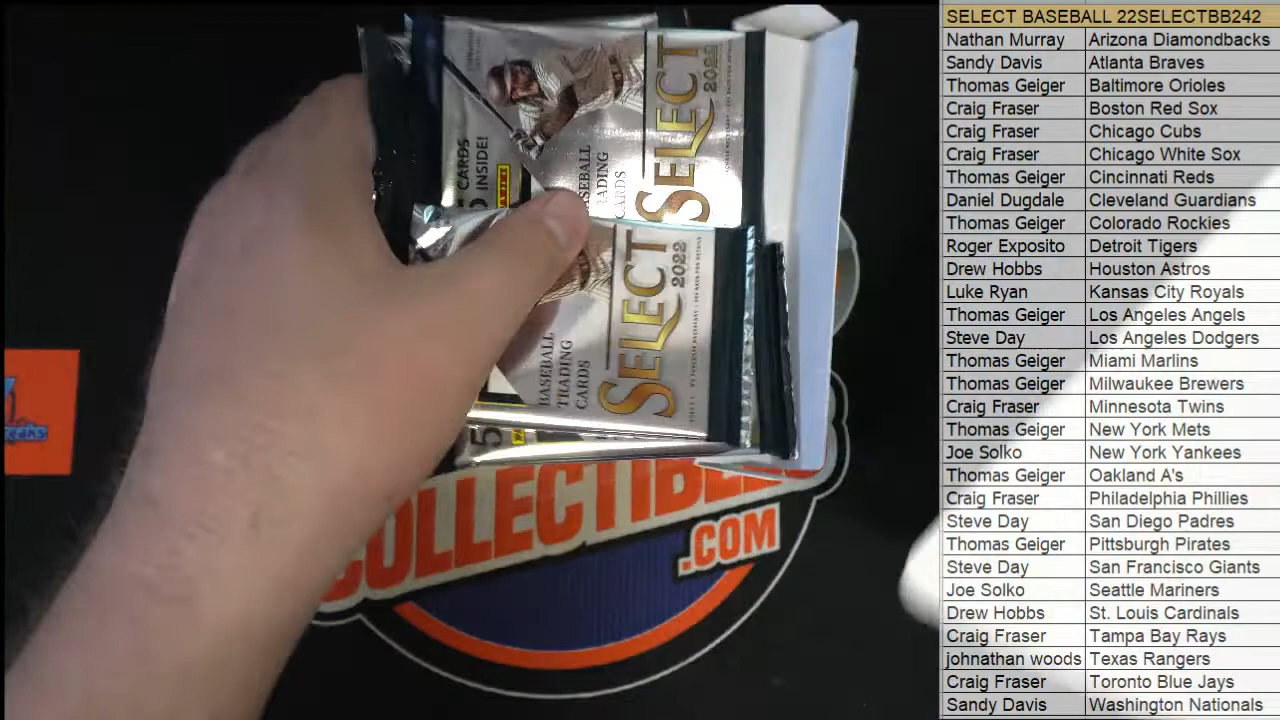 SELECT BASEBALL 22SELECTBB242
Nathan Murray Arizona Diamondbacks
Sandy Davis Atlanta Braves
Thomas Geiger Baltimore Orioles
Craig Fraser Boston Red Sox
Craig Fraser Chicago Cubs
Craig Fraser Chicago White Sox
Thomas Geiger Cincinnati Reds
Daniel Dugdale Cleveland Guardians
Thomas Geiger Colorado Rockies
Roger Exposito Detroit Tigers
Drew Hobbs Houston Astros
Luke Ryan Kansas City Royals
Thomas Geiger Los Angeles Angels
Steve Day Los Angeles Dodgers
Thomas Geiger Miami Marlins
Thomas Geiger Milwaukee Brewers
Craig Fraser Minnesota Twins
Thomas Geiger New York Mets
Joe Solko New York Yankees
Thomas Geiger Oakland A's
Craig Fraser Philadelphia Phillies
Steve Day San Diego Padres
Thomas Geiger Pittsburgh Pirates
Steve Day San Francisco Giants
Joe Solko Seattle Mariners
Drew Hobbs St. Louis Cardinals
Craig Fraser Tampa Bay Rays
johnathan woods Texas Rangers
Craig Fraser Toronto Blue Jays
Sandy Davis Washington Nationals
CARDS
INSIDE!
SELECT
2022
CARDS
BASEBALL
TRADING
CARDS
SELECT
2022
5
COLLECTIBLES
.COM